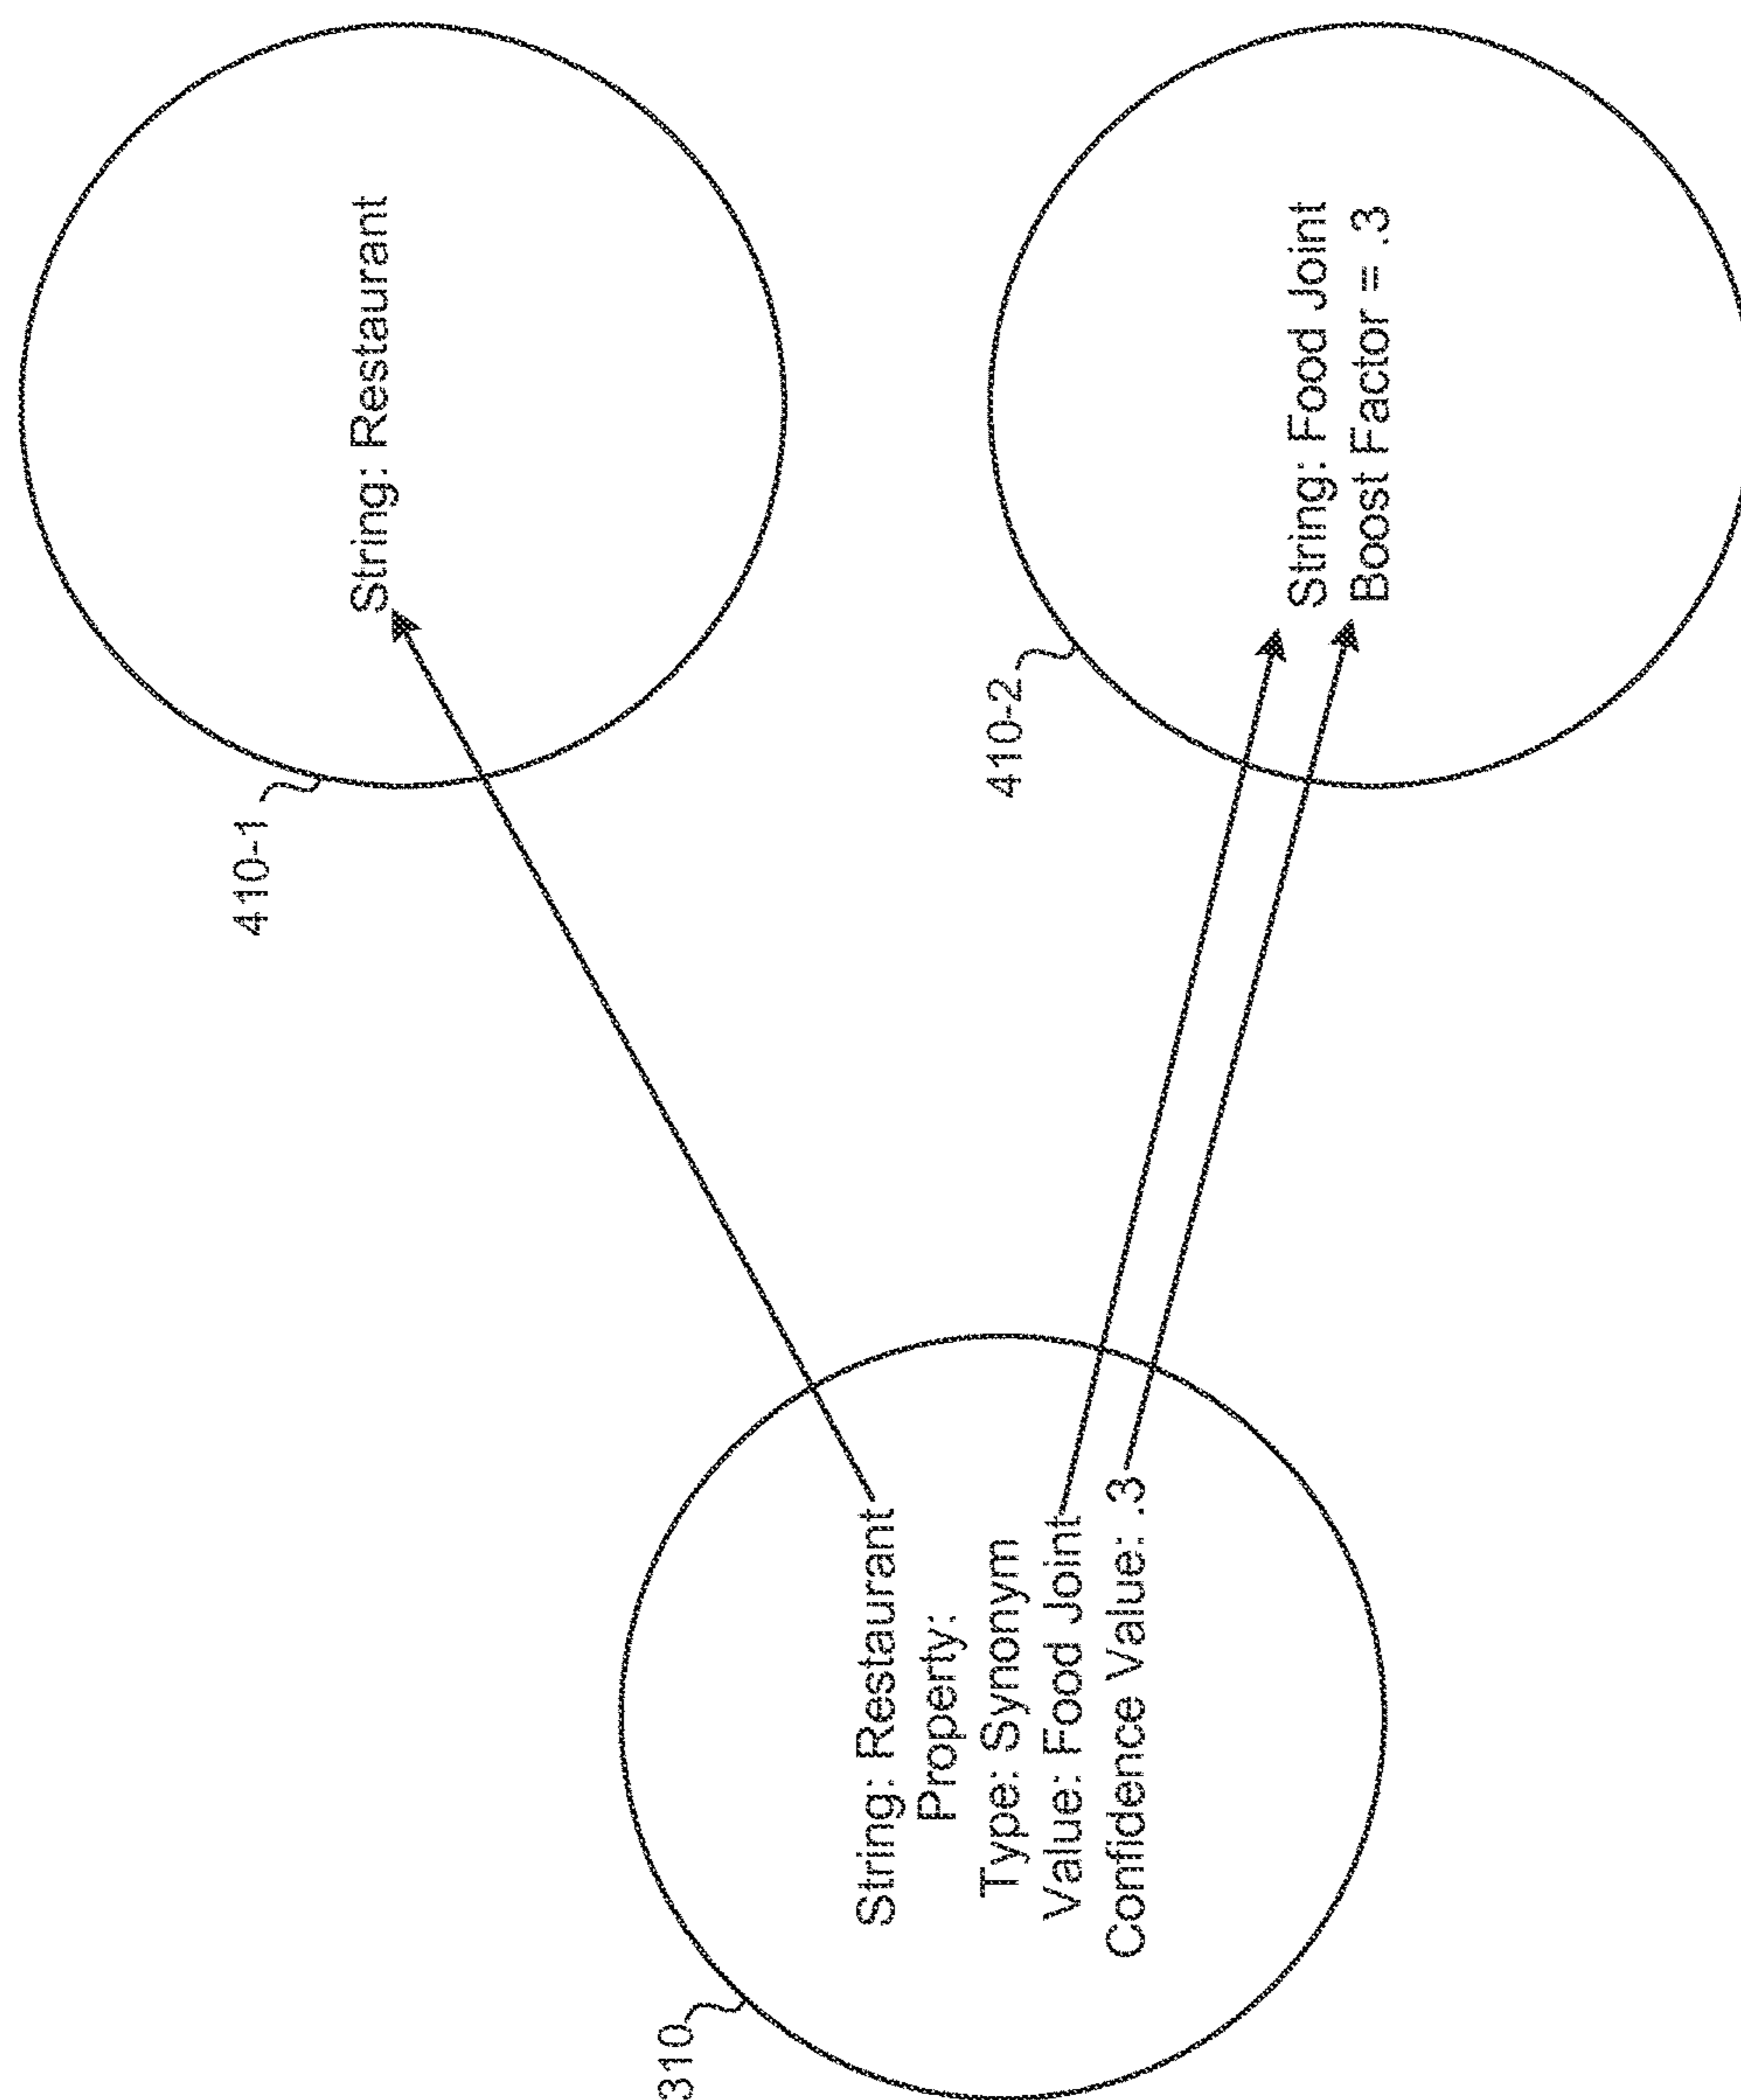 310
String: Restaurant
Property:
Type: Synonym
Value: Food Joint
Confidence Value: .3
410-1
String: Restaurant
410-2
String: Food Joint
Boost Factor = .3